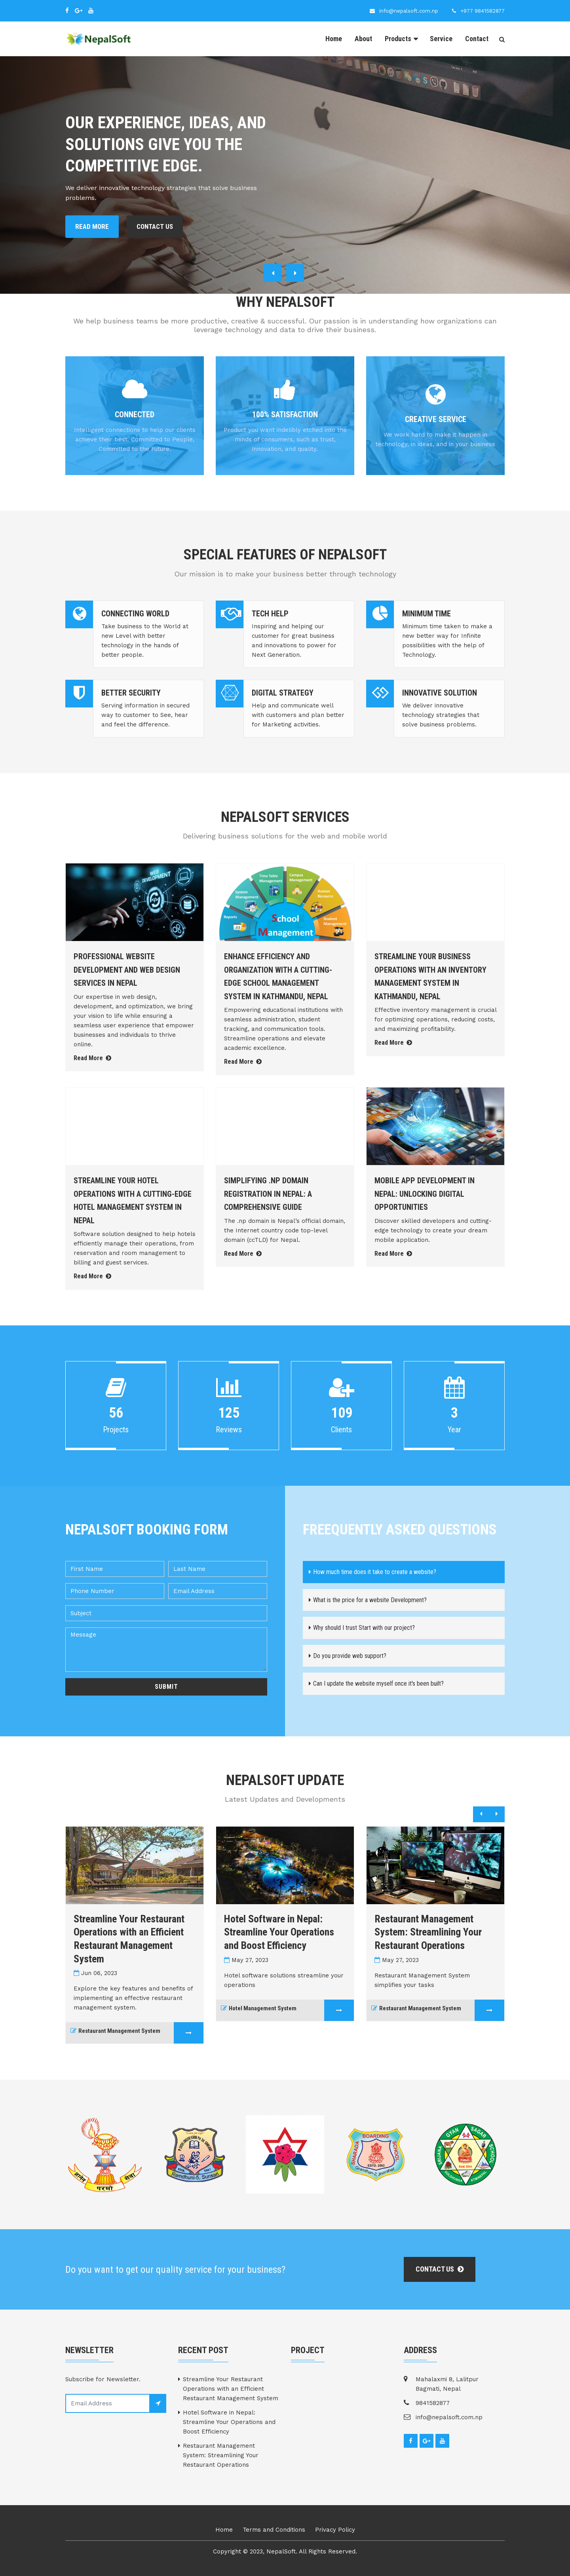 info@nepalsoft.com.np
+977 9841582877
NepalSoft
Home
About
Products
Service
Contact
OUR EXPERIENCE, IDEAS, AND
SOLUTIONS GIVE YOU THE
COMPETITIVE EDGE.
We deliver innovative technology strategies that solve business
problems.
READ MORE
CONTACT US
WHY NEPALSOFT
We help business teams be more productive, creative & successful. Our passion is in understanding how organizations can
leverage technology and data to drive their business.
CONNECTED
Intelligent connections to help our clients
achieve their best. Committed to People,
Committed to the Future.
100% SATISFACTION
Product you want indelibly etched into the
minds of consumers, such as trust,
innovation, and quality.
CREATIVE SERVICE
We work hard to make it happen in
technology, in ideas, and in your business
SPECIAL FEATURES OF NEPALSOFT
Our mission is to make your business better through technology
CONNECTING WORLD
Take business to the World at
new Level with better
technology in the hands of
better people.
TECH HELP
Inspiring and helping our
customer for great business
and innovations to power for
Next Generation.
MINIMUM TIME
Minimum time taken to make a
new better way for Infinite
possibilities with the help of
Technology.
BETTER SECURITY
Serving information in secured
way to customer to See, hear
and feel the difference.
DIGITAL STRATEGY
Help and communicate well
with customers and plan better
for Marketing activities.
INNOVATIVE SOLUTION
We deliver innovative
technology strategies that
solve business problems.
NEPALSOFT SERVICES
Delivering business solutions for the web and mobile world
School
Management
PROFESSIONAL WEBSITE
DEVELOPMENT AND WEB DESIGN
SERVICES IN NEPAL
Our expertise in web design,
development, and optimization, we bring
your vision to life while ensuring a
seamless user experience that empower
businesses and individuals to thrive
online.
Read More
ENHANCE EFFICIENCY AND
ORGANIZATION WITH A CUTTING-
EDGE SCHOOL MANAGEMENT
SYSTEM IN KATHMANDU, NEPAL
Empowering educational institutions with
seamless administration, student
tracking, and communication tools.
Streamline operations and elevate
academic excellence.
Read More
STREAMLINE YOUR BUSINESS
OPERATIONS WITH AN INVENTORY
MANAGEMENT SYSTEM IN
KATHMANDU, NEPAL
Effective inventory management is crucial
for optimizing operations, reducing costs,
and maximizing profitability.
Read More
STREAMLINE YOUR HOTEL
OPERATIONS WITH A CUTTING-EDGE
HOTEL MANAGEMENT SYSTEM IN
NEPAL
Software solution designed to help hotels
efficiently manage their operations, from
reservation and room management to
billing and guest services.
Read More
SIMPLIFYING .NP DOMAIN
REGISTRATION IN NEPAL: A
COMPREHENSIVE GUIDE
The .np domain is Nepal's official domain,
the Internet country code top-level
domain (ccTLD) for Nepal.
Read More
MOBILE APP DEVELOPMENT IN
NEPAL: UNLOCKING DIGITAL
OPPORTUNITIES
Discover skilled developers and cutting-
edge technology to create your dream
mobile application.
Read More
56
Projects
125
Reviews
109
Clients
3
Year
NEPALSOFT BOOKING FORM
First Name
Last Name
Phone Number
Email Address
Subject
Message
SUBMIT
FREEQUENTLY ASKED QUESTIONS
How much time does it take to create a website?
What is the price for a website Development?
Why should I trust Start with our project?
Do you provide web support?
Can I update the website myself once it's been built?
NEPALSOFT UPDATE
Latest Updates and Developments
Streamline Your Restaurant
Operations with an Efficient
Restaurant Management
System
Jun 06, 2023
Explore the key features and benefits of
implementing an effective restaurant
management system.
Restaurant Management System
Hotel Software in Nepal:
Streamline Your Operations
and Boost Efficiency
May 27, 2023
Hotel software solutions streamline your
operations
Hotel Management System
Restaurant Management
System: Streamlining Your
Restaurant Operations
May 27, 2023
Restaurant Management System
simplifies your tasks
Restaurant Management System
Do you want to get our quality service for your business?
CONTACT US
NEWSLETTER
Subscribe for Newsletter.
Email Address
RECENT POST
Streamline Your Restaurant
Operations with an Efficient
Restaurant Management System
Hotel Software in Nepal:
Streamline Your Operations and
Boost Efficiency
Restaurant Management
System: Streamlining Your
Restaurant Operations
PROJECT
ADDRESS
Mahalaxmi 8, Lalitpur
Bagmati, Nepal
9841582877
info@nepalsoft.com.np
Home
Terms and Conditions
Privacy Policy
Copyright © 2023, NepalSoft. All Rights Reserved.